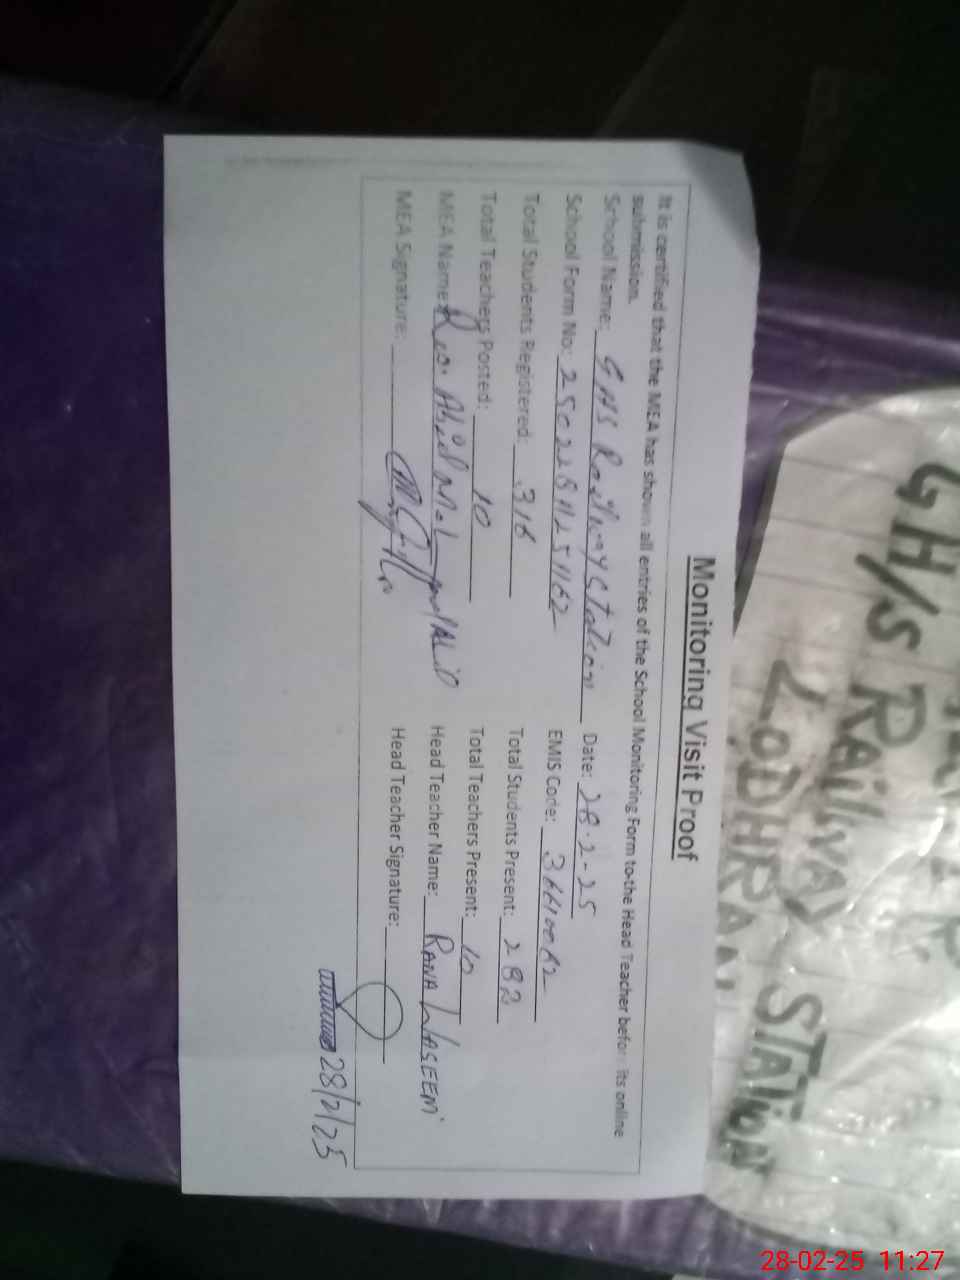 Monitoring Visit Proof
It is certified that the MEA has shown all entries of the School Monitoring Form to the Head Teacher before its online
submission.
School Name: GHS Railway Station Date: 28-2-25
School Form No: EMIS Code:
Total Students Registered: 316 Total Students Present: 282
Total Teachers Posted: 10 Total Teachers Present: 10
MEA Name: Head Teacher Name: RANA WASEEM
MEA Signature: Head Teacher Signature:
28/2/25
GH/S RAILWAY STATION
LODHRAN
28-02-25 11:27